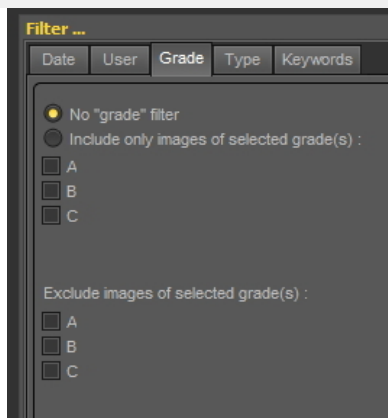 Filter ...
Date User Grade Type Keywords
No "grade" filter
Include only images of selected grade(s) :
A
B
C
Exclude images of selected grade(s) :
A
B
C